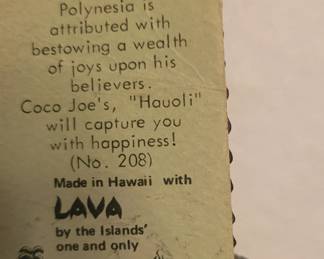 Polynesia is
attributed with
bestowing a wealth
of joys upon his
believers.
Coco Joe's, "Hauoli"
will capture you
with happiness!
(No. 208)
Made in Hawaii with
LAVA
by the Islands'
one and only